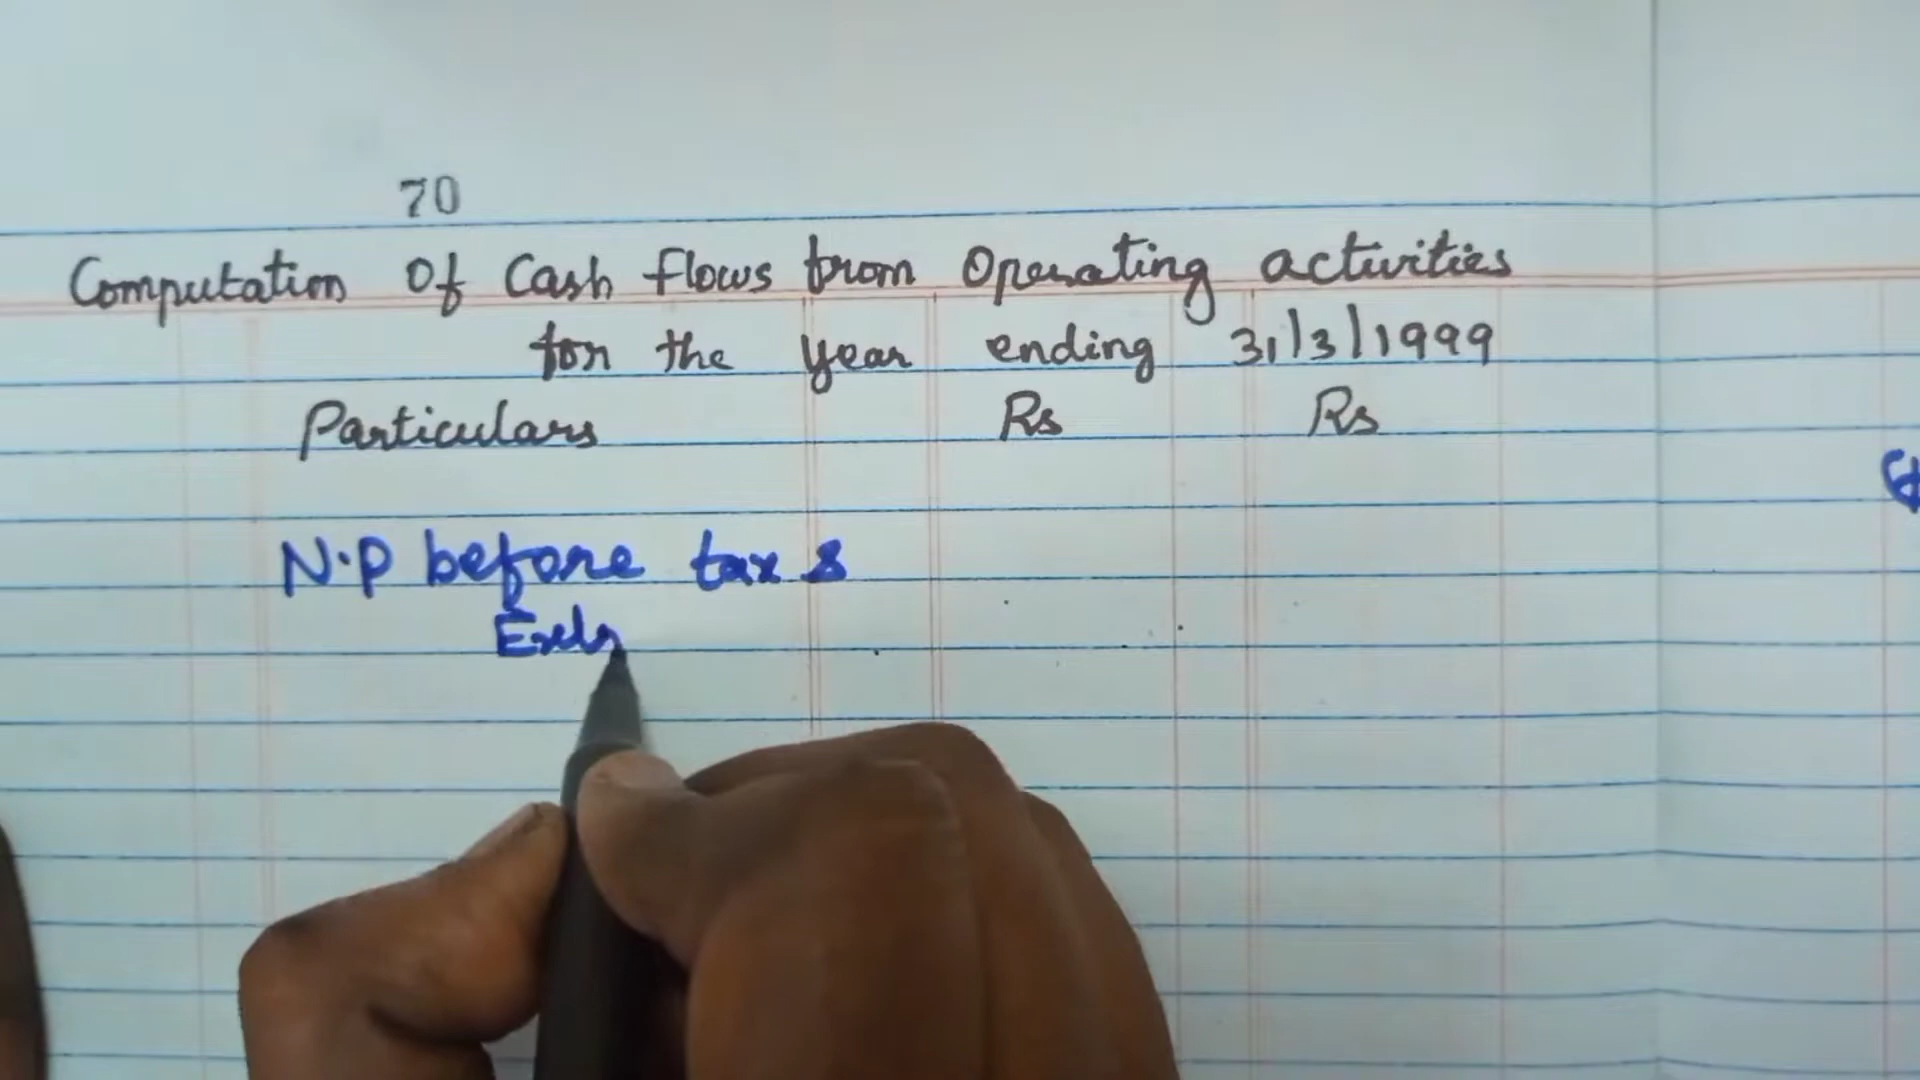 70
Computation Of Cash flows from Operating activities
for the year ending 31/3/1999
Particulars Rs Rs
N.P before tax &